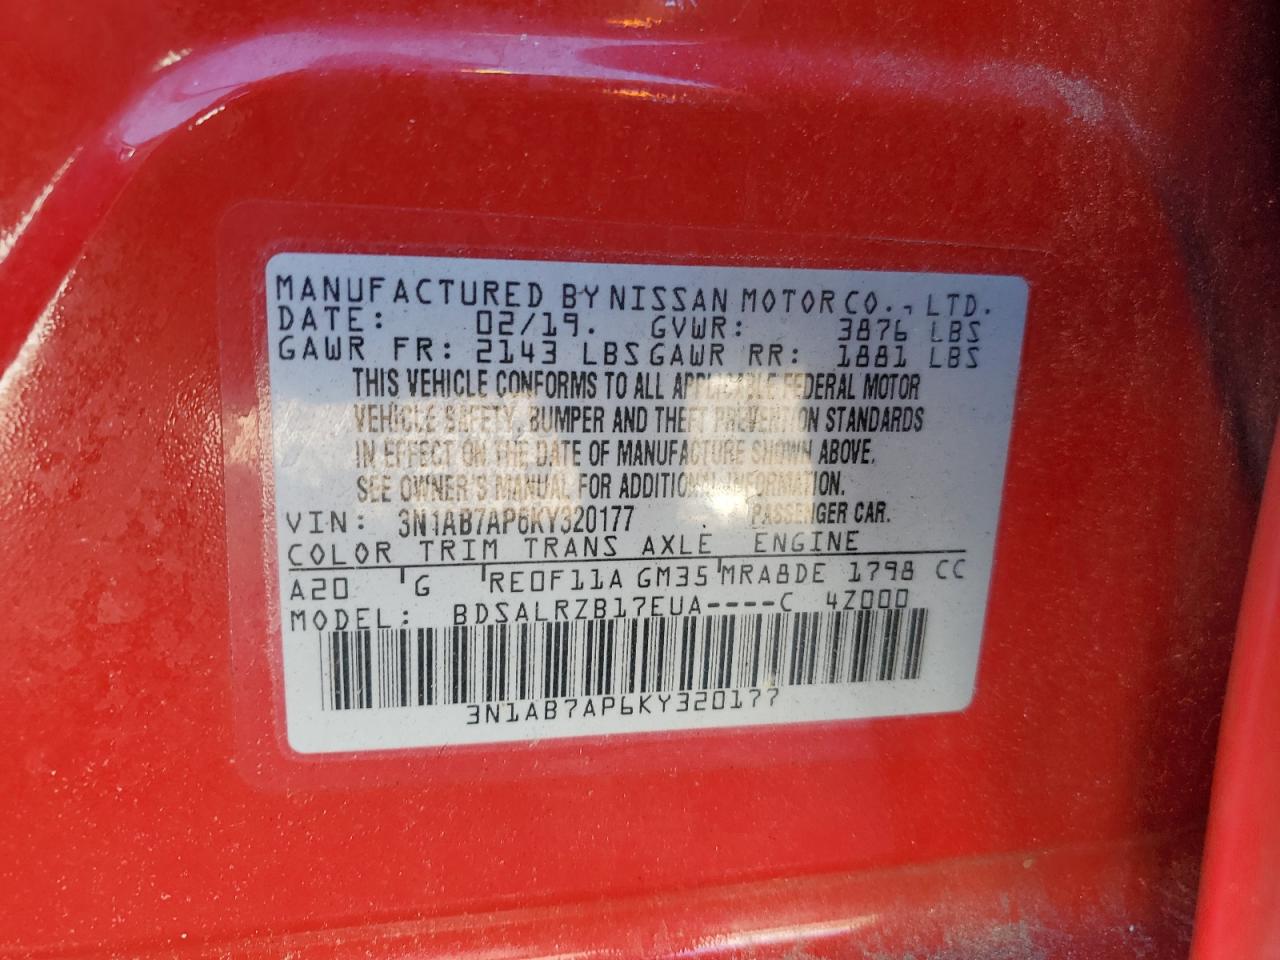 MANUFACTURED BY NISSAN MOTOR CO., LTD.
DATE: 02/19. GVWR: 3876 LBS
GAWR FR: 2143 LBS GAWR RR: 1881 LBS
THIS VEHICLE CONFORMS TO ALL APPLICABLE FEDERAL MOTOR
VEHICLE SAFETY, BUMPER AND THEFT PREVENTION STANDARDS
IN EFFECT ON THE DATE OF MANUFACTURE SHOWN ABOVE.
SEE OWNER'S MANUAL FOR ADDITIONAL INFORMATION.
VIN: 3N1AB7AP6KY320177 PASSENGER CAR.
COLOR TRIM TRANS AXLE ENGINE
A20 'G 'RE0F11A GM35'MRA8DE 1798 CC
MODEL: BDSALRZB17EUA----C 4Z000
3N1AB7AP6KY320177